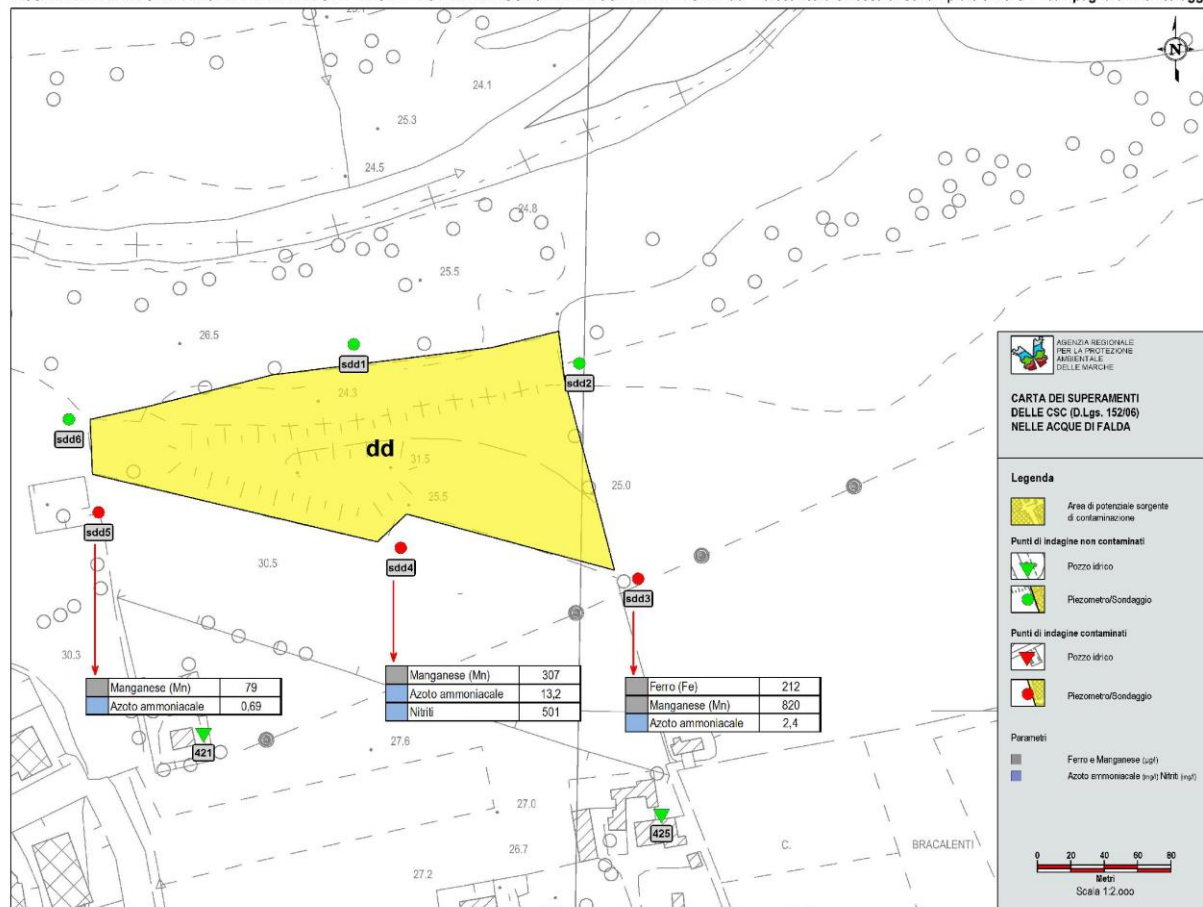 N
24.1
25.3
24.5
24.8
25.5
26.5
sdd1
sdd2
24.3
sdd6
dd
31.5
25.5
25.0
sdd5
30.5
sdd4
sdd3
30.3
Manganese (Mn) 79
Azoto ammoniacale 0,69
Manganese (Mn) 307
Azoto ammoniacale 13,2
Nitriti 501
Ferro (Fe) 212
Manganese (Mn) 820
Azoto ammoniacale 2,4
421
27.6
27.0
425
26.7
C. BRACALENTI
27.2
AGENZIA REGIONALE
PER LA PROTEZIONE
AMBIENTALE
DELLE MARCHE
CARTA DEI SUPERAMENTI
DELLE CSC (D.Lgs. 152/06)
NELLE ACQUE DI FALDA
Legenda
Area di potenziale sorgente
di contaminazione
Punti di indagine non contaminati
Pozzo idrico
Piezometro/Sondaggio
Punti di indagine contaminati
Pozzo idrico
Piezometro/Sondaggio
Parametri
Ferro e Manganese (µg/l)
Azoto ammoniacale (mg/l) Nitriti (mg/l)
0 20 40 60 80
Metri
Scala 1:2.000